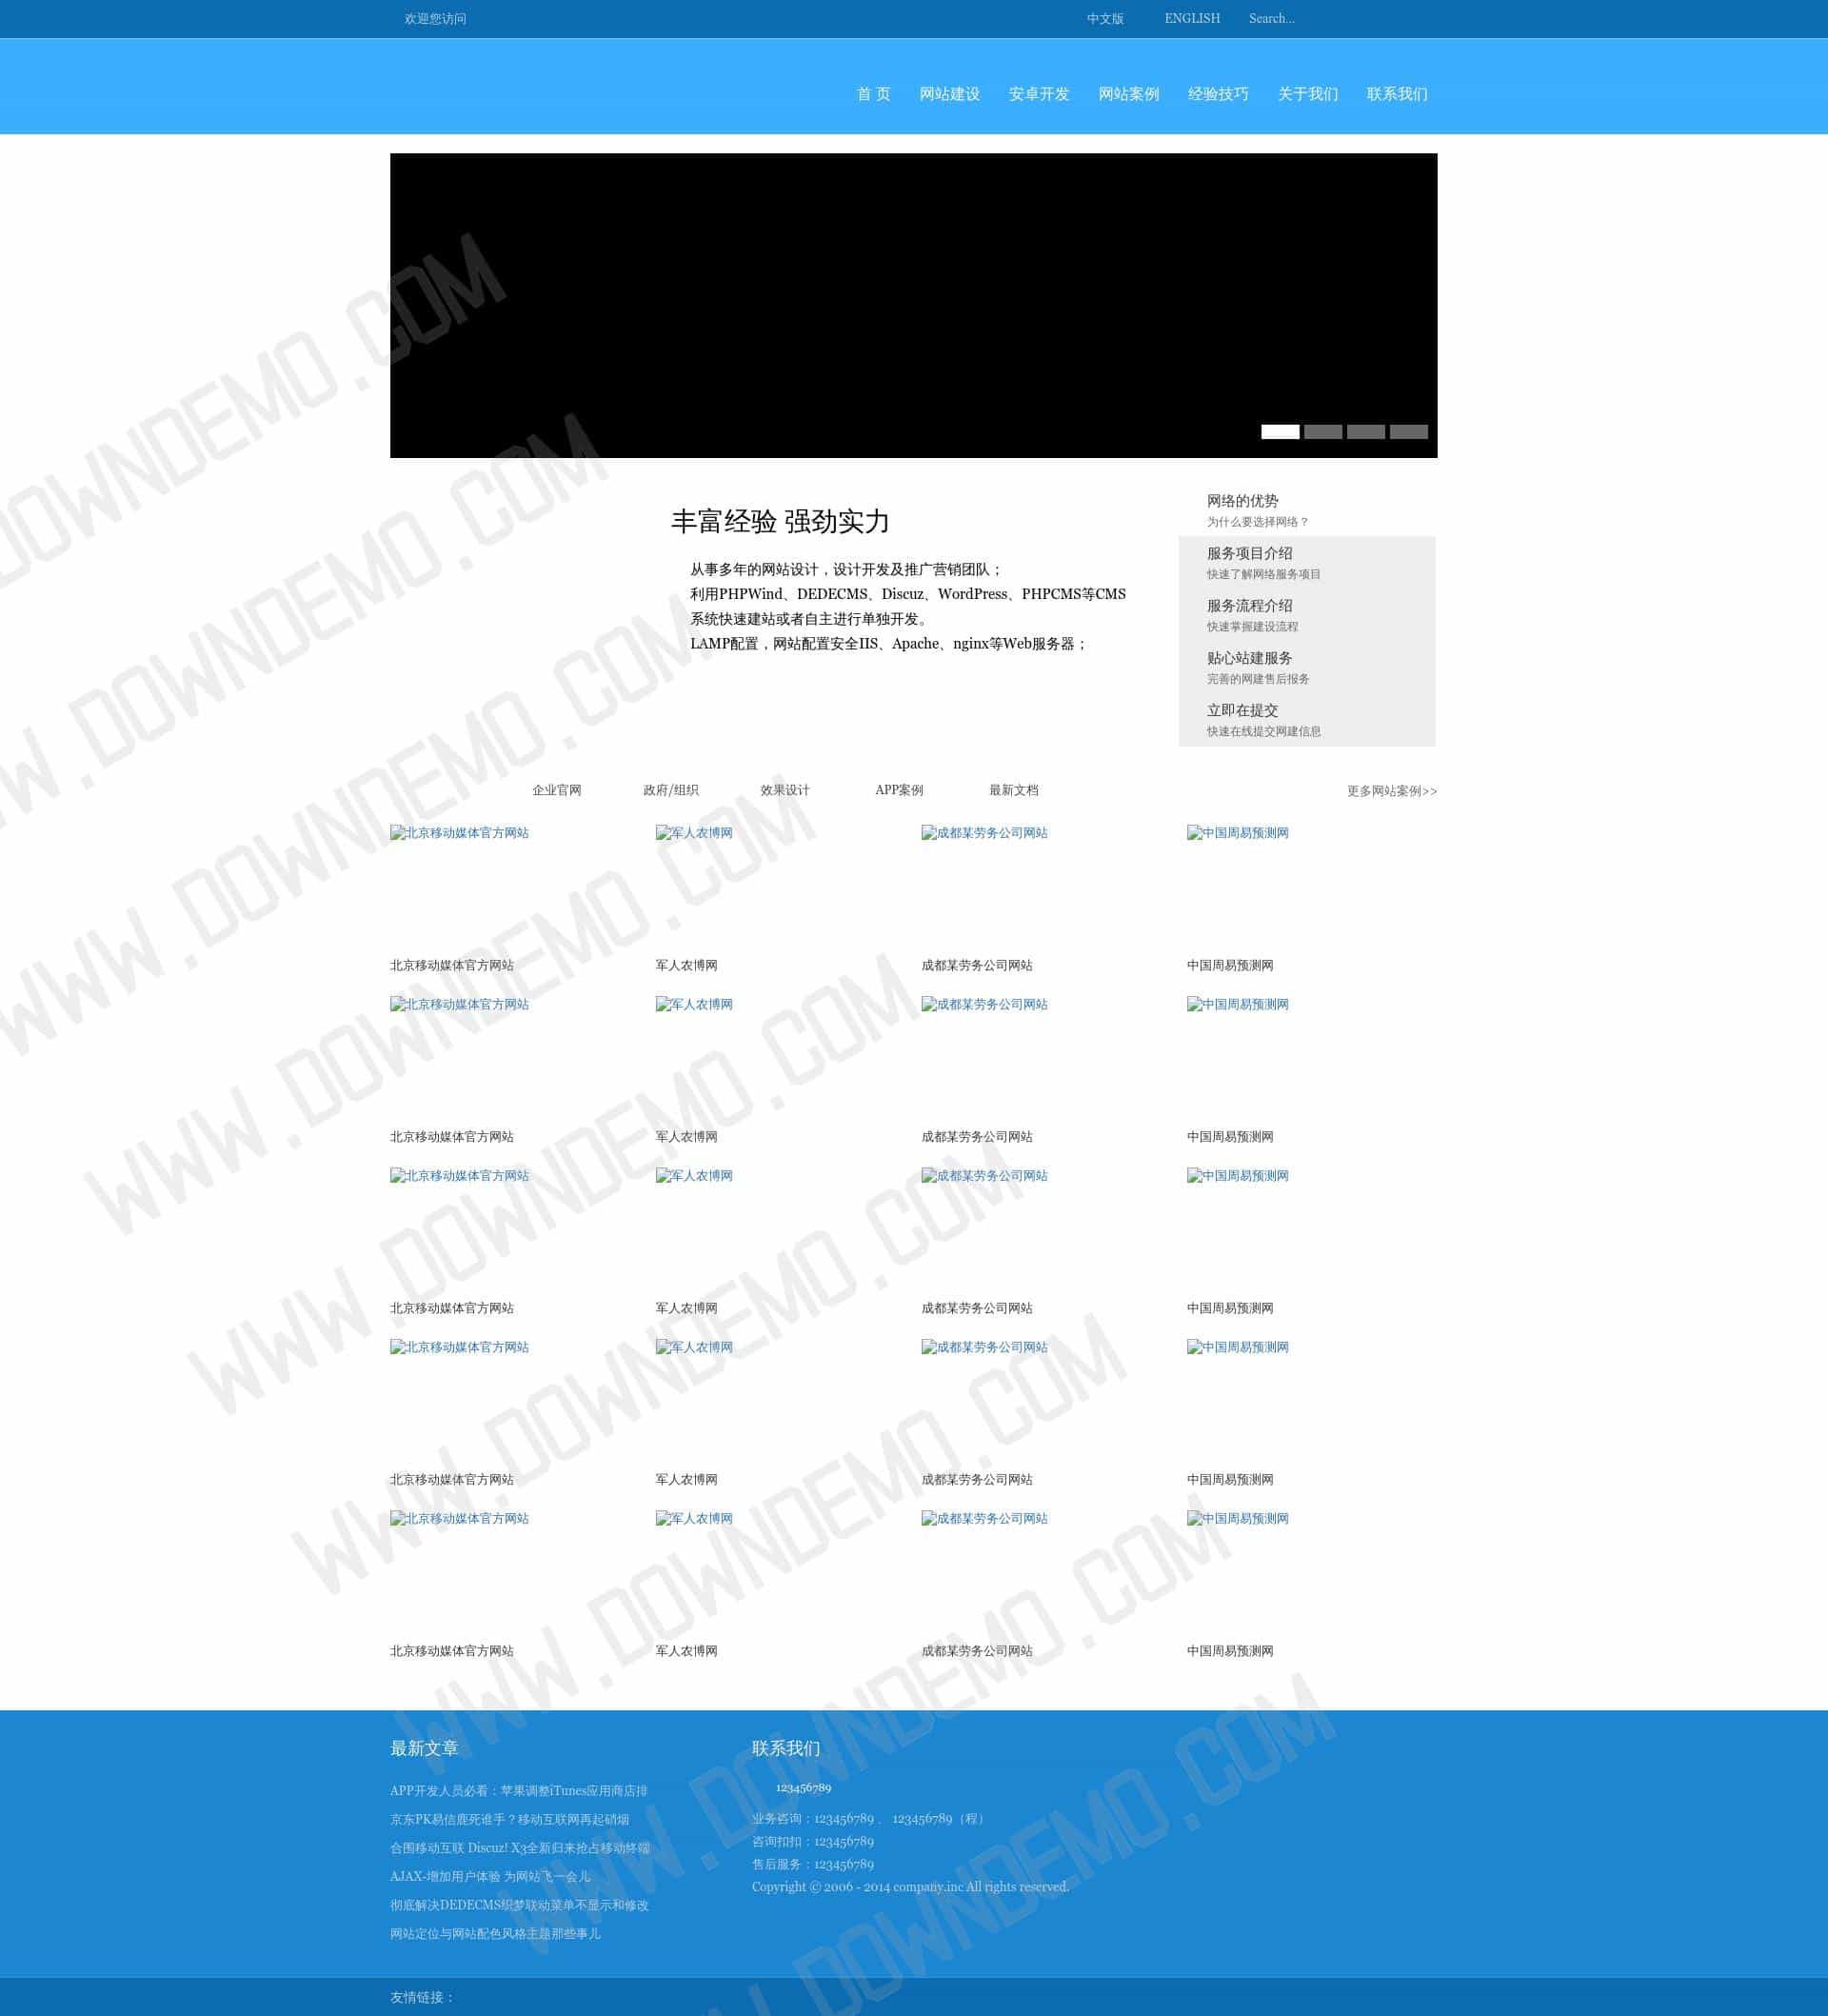 欢迎您访问
中文版 ENGLISH Search...
首 页 网站建设 安卓开发 网站案例 经验技巧 关于我们 联系我们
丰富经验 强劲实力
从事多年的网站设计，设计开发及推广营销团队；
利用PHPWind、DEDECMS、Discuz、WordPress、PHPCMS等CMS
系统快速建站或者自主进行单独开发。
LAMP配置，网站配置安全IIS、Apache、nginx等Web服务器；
网络的优势
为什么要选择网络？
服务项目介绍
快速了解网络服务项目
服务流程介绍
快速掌握建设流程
贴心站建服务
完善的网建售后报务
立即在提交
快速在线提交网建信息
企业官网 政府/组织 效果设计 APP案例 最新文档 更多网站案例>>
北京移动媒体官方网站 军人农博网 成都某劳务公司网站 中国周易预测网
北京移动媒体官方网站 军人农博网 成都某劳务公司网站 中国周易预测网
北京移动媒体官方网站 军人农博网 成都某劳务公司网站 中国周易预测网
北京移动媒体官方网站 军人农博网 成都某劳务公司网站 中国周易预测网
北京移动媒体官方网站 军人农博网 成都某劳务公司网站 中国周易预测网
北京移动媒体官方网站 军人农博网 成都某劳务公司网站 中国周易预测网
北京移动媒体官方网站 军人农博网 成都某劳务公司网站 中国周易预测网
北京移动媒体官方网站 军人农博网 成都某劳务公司网站 中国周易预测网
北京移动媒体官方网站 军人农博网 成都某劳务公司网站 中国周易预测网
北京移动媒体官方网站 军人农博网 成都某劳务公司网站 中国周易预测网
最新文章
APP开发人员必看：苹果调整iTunes应用商店排
京东PK易信鹿死谁手？移动互联网再起硝烟
合围移动互联 Discuz! X3全新归来抢占移动终端
AJAX-增加用户体验 为网站飞一会儿
彻底解决DEDECMS织梦联动菜单不显示和修改
网站定位与网站配色风格主题那些事儿
联系我们
123456789
业务咨询：123456789 、 123456789（程）
咨询扣扣：123456789
售后服务：123456789
Copyright © 2006 - 2014 company.inc All rights reserved.
友情链接：
WWW.DOWNDEMO.COM
WWW.DOWNDEMO.COM
WWW.DOWNDEMO.COM
WWW.DOWNDEMO.COM
WWW.DOWNDEMO.COM
WWW.DOWNDEMO.COM
WWW.DOWNDEMO.COM
WWW.DOWNDEMO.COM
WWW.DOWNDEMO.COM